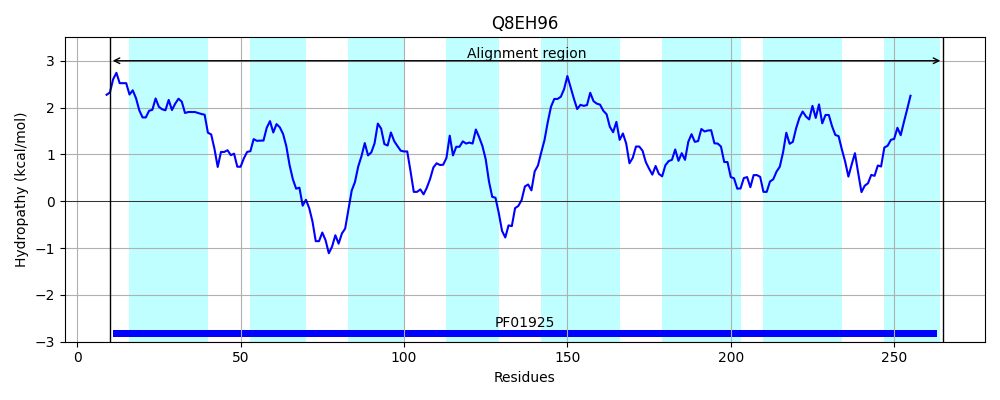 Q8EH96
Hydropathy (kcal/mol)
3
2
1
0
−1
−2
−3
Alignment region
PF01925
0 50 100 150 200 250
Residues